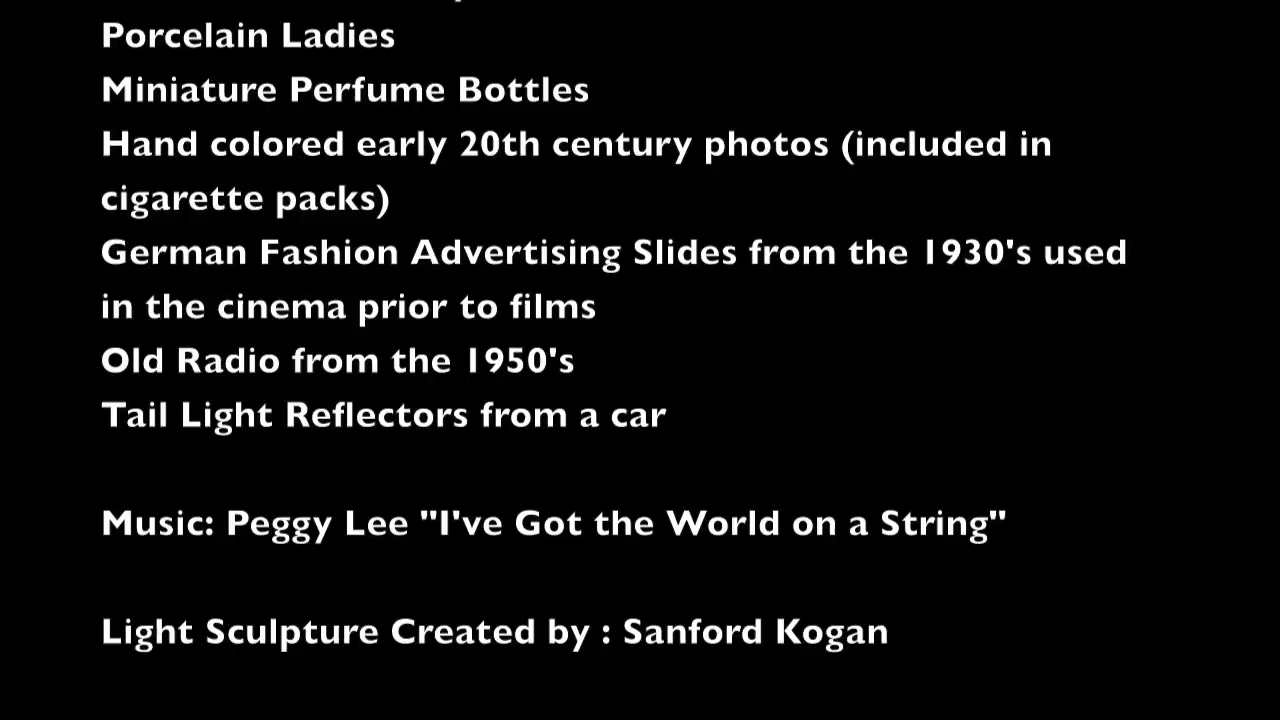 Porcelain Ladies
Miniature Perfume Bottles
Hand colored early 20th century photos (included in
cigarette packs)
German Fashion Advertising Slides from the 1930's used
in the cinema prior to films
Old Radio from the 1950's
Tail Light Reflectors from a car
Music: Peggy Lee "I've Got the World on a String"
Light Sculpture Created by : Sanford Kogan